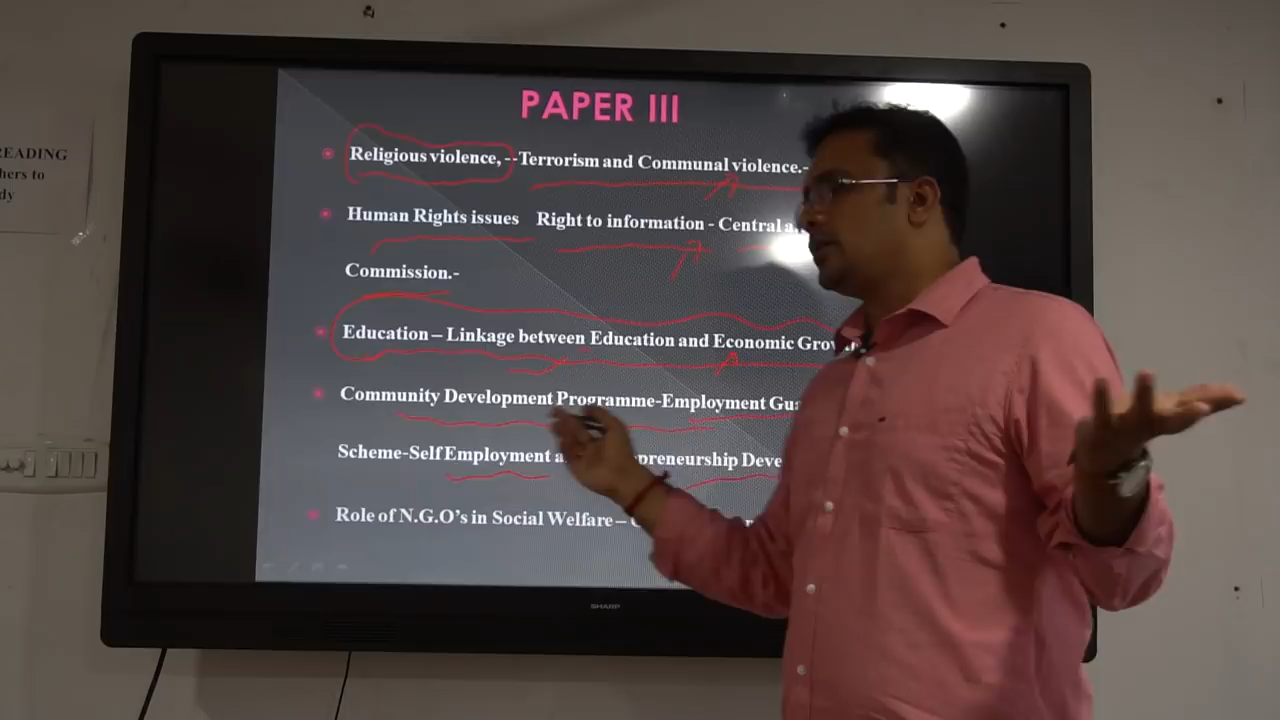 PAPER III
EADING
hers to
dy
Religious violence, --Terrorism and Communal violence.-
Human Rights issues Right to information - Central a
Commission.-
Education – Linkage between Education and Economic Grow
Community Development Programme-Employment Gua
Scheme-Self Employment a preneurship Deve
Role of N.G.O's in Social Welfare –
SHARP